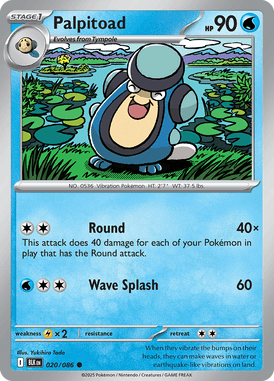 STAGE 1 Palpitoad HP 90
Evolves from Tympole
NO. 0536 Vibration Pokémon HT: 2'7" WT: 37.5 lbs.
Round 40×
This attack does 40 damage for each of your Pokémon in
play that has the Round attack.
Wave Splash 60
weakness ×2 resistance retreat
Illus. Yukihiro Tada
BLK EN 020/086
©2025 Pokémon / Nintendo / Creatures / GAME FREAK
When they vibrate the bumps on their
heads, they can make waves in water or
earthquake-like vibrations on land.